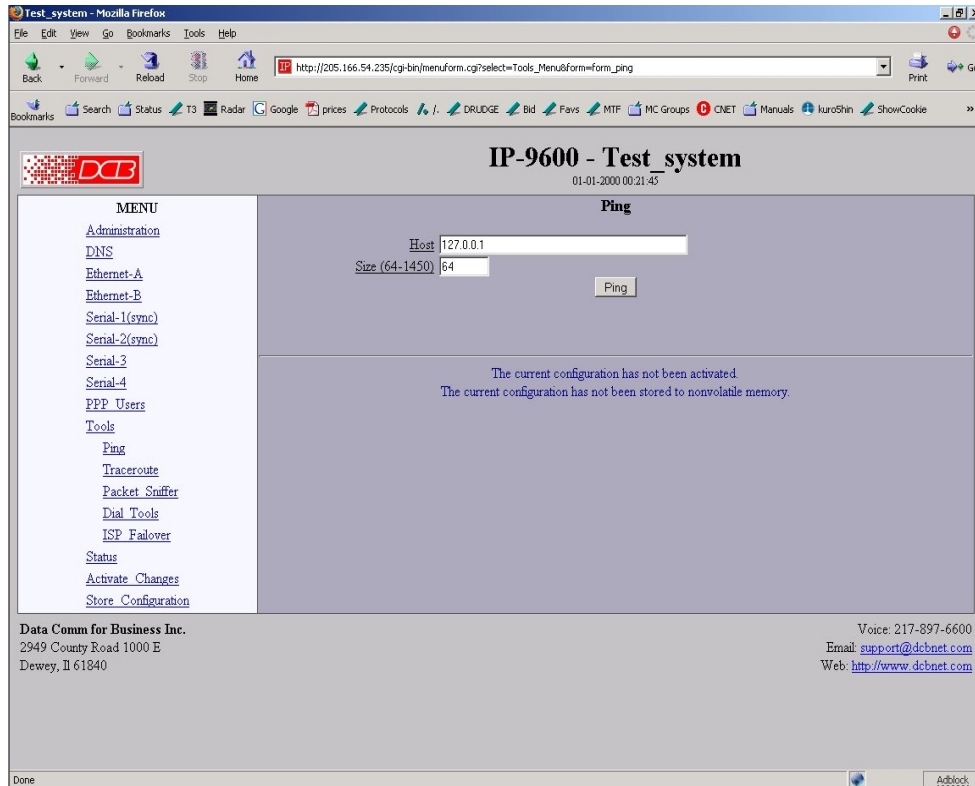 Test_system - Mozilla Firefox
File Edit View Go Bookmarks Tools Help
Back Forward Reload Stop Home
IP http://205.166.54.235/cgi-bin/menuform.cgi?select=Tools_Menu&form=form_ping
Print
Bookmarks Search Status T3 Radar Google prices Protocols /. DRUDGE Bid Favs MTF MC Groups CNET Manuals kuro5hin ShowCookie »
DCB
IP-9600 - Test_system
01-01-2000 00:21:45
MENU
Administration
DNS
Ethernet-A
Ethernet-B
Serial-1(sync)
Serial-2(sync)
Serial-3
Serial-4
PPP Users
Tools
Ping
Traceroute
Packet Sniffer
Dial Tools
ISP Failover
Status
Activate Changes
Store Configuration
Ping
Host 127.0.0.1
Size (64-1450) 64
Ping
The current configuration has not been activated.
The current configuration has not been stored to nonvolatile memory.
Data Comm for Business Inc.
2949 County Road 1000 E
Dewey, Il 61840
Voice: 217-897-6600
Email: support@dcbnet.com
Web: http://www.dcbnet.com
Done
Adblock